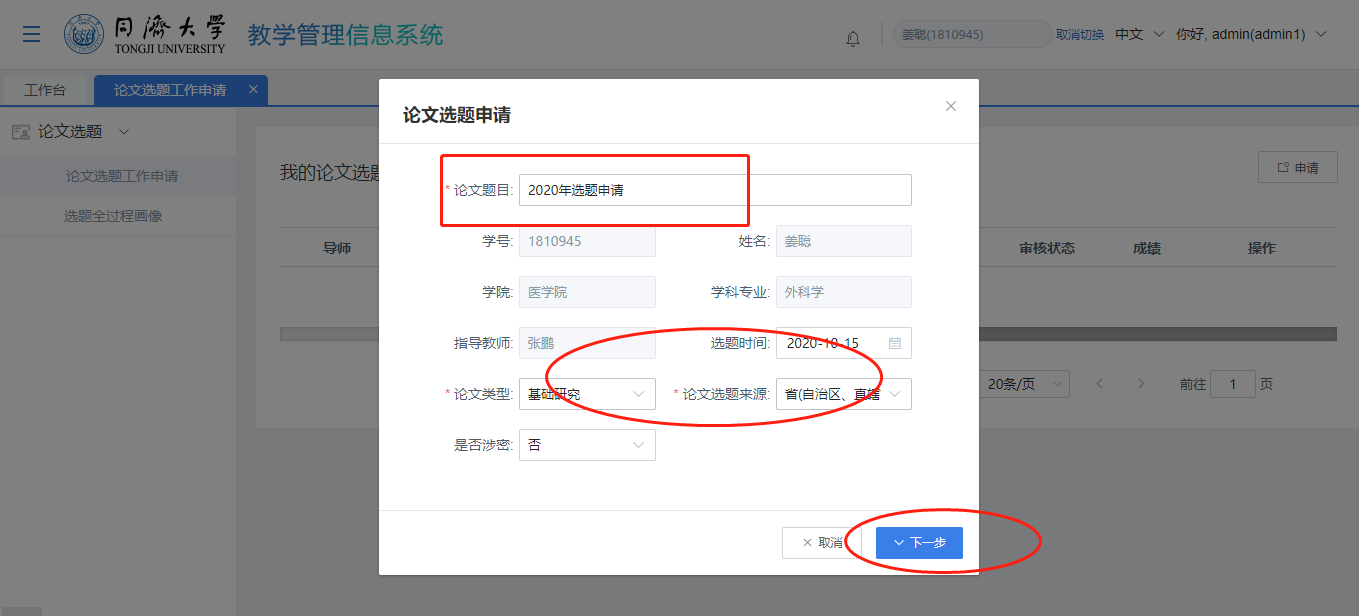 同濟大学
TONGJI UNIVERSITY
教学管理信息系统
姜聪(1810945)
取消切换
中文
你好, admin(admin1)
工作台
论文选题工作申请
论文选题
论文选题工作申请
选题全过程画像
我的论文选题
申请
导师
审核状态
成绩
操作
20条/页
前往 1 页
论文选题申请
* 论文题目: 2020年选题申请
学号: 1810945
姓名: 姜聪
学院: 医学院
学科专业: 外科学
指导教师: 张鹏
选题时间: 2020-10-15
* 论文类型: 基础研究
* 论文选题来源: 省(自治区、直辖
是否涉密: 否
取消
下一步